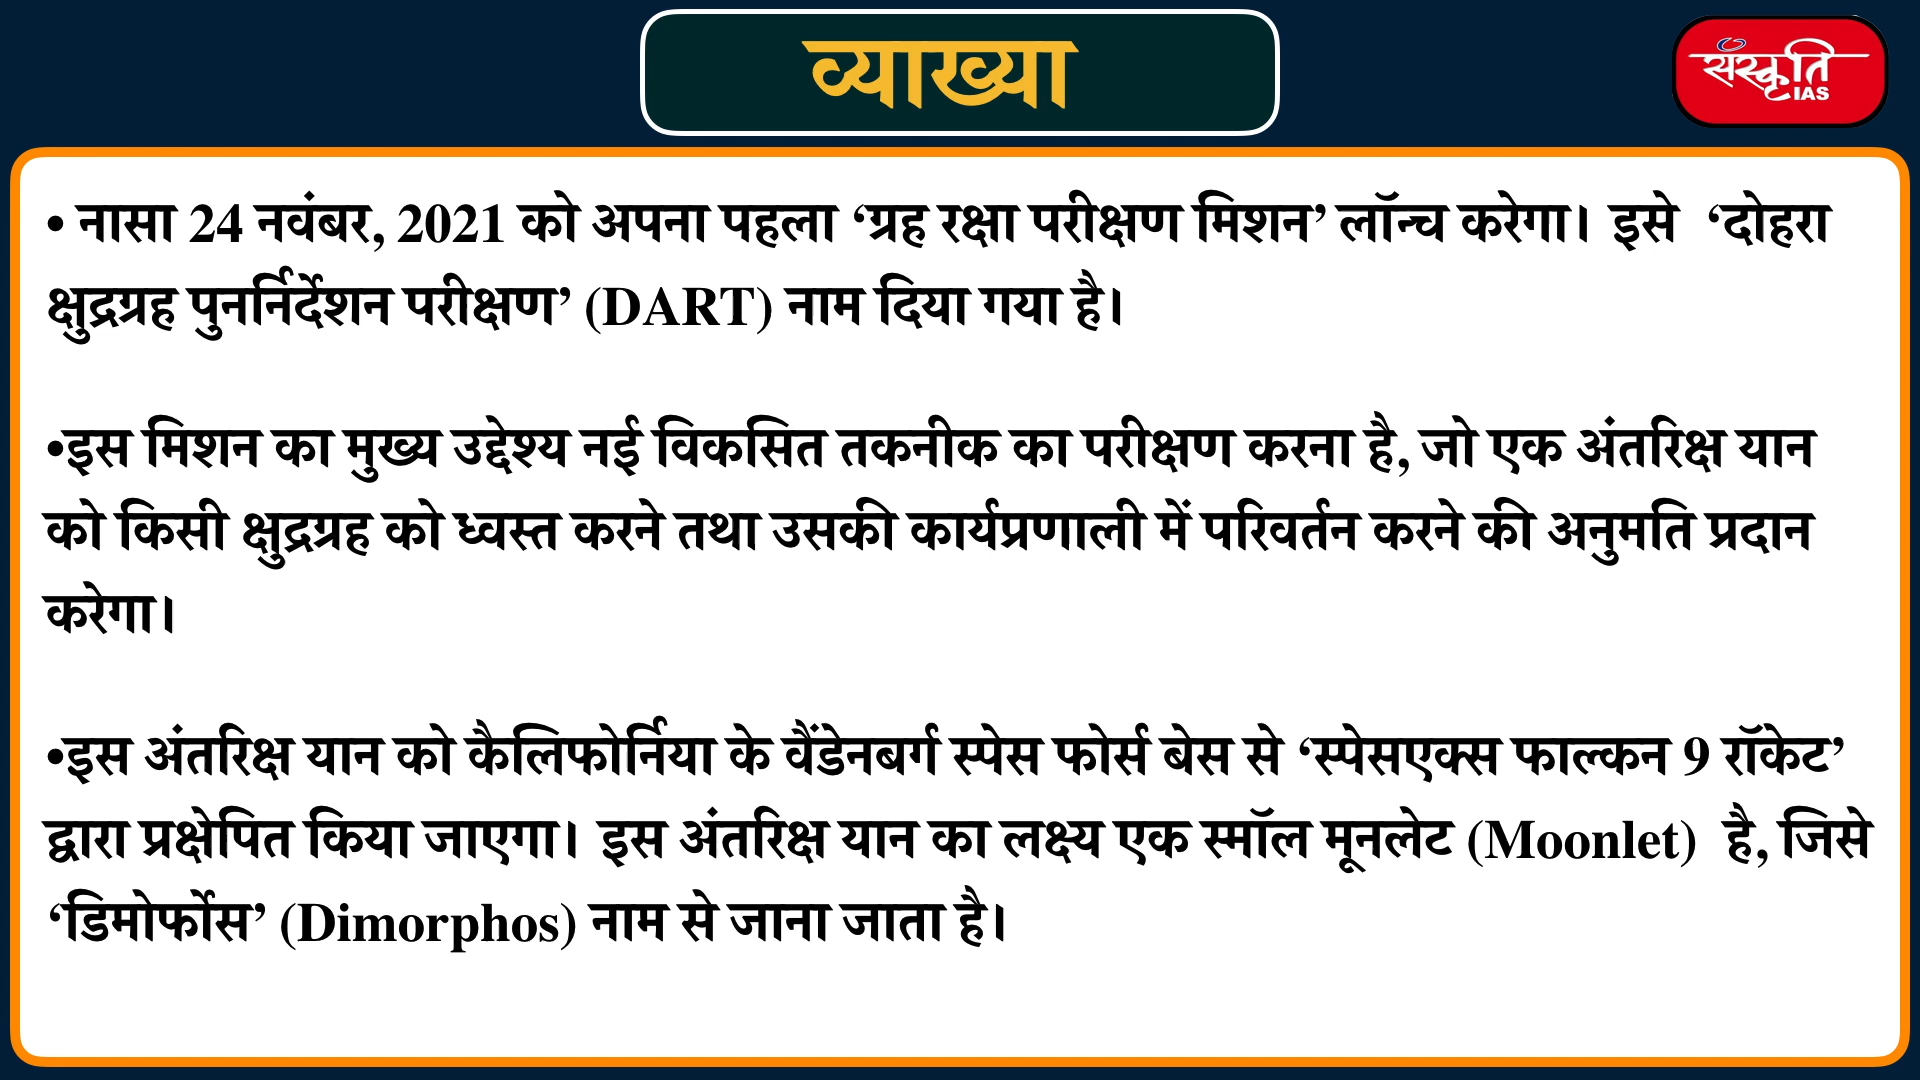 व्याख्या
संस्कृति
IAS
• नासा 24 नवंबर, 2021 को अपना पहला ‘ग्रह रक्षा परीक्षण मिशन’ लॉन्च करेगा। इसे ‘दोहरा
क्षुद्रग्रह पुनर्निर्देशन परीक्षण’ (DART) नाम दिया गया है।
•इस मिशन का मुख्य उद्देश्य नई विकसित तकनीक का परीक्षण करना है, जो एक अंतरिक्ष यान
को किसी क्षुद्रग्रह को ध्वस्त करने तथा उसकी कार्यप्रणाली में परिवर्तन करने की अनुमति प्रदान
करेगा।
•इस अंतरिक्ष यान को कैलिफोर्निया के वैंडेनबर्ग स्पेस फोर्स बेस से ‘स्पेसएक्स फाल्कन 9 रॉकेट’
द्वारा प्रक्षेपित किया जाएगा। इस अंतरिक्ष यान का लक्ष्य एक स्मॉल मूनलेट (Moonlet) है, जिसे
‘डिमोर्फोस’ (Dimorphos) नाम से जाना जाता है।